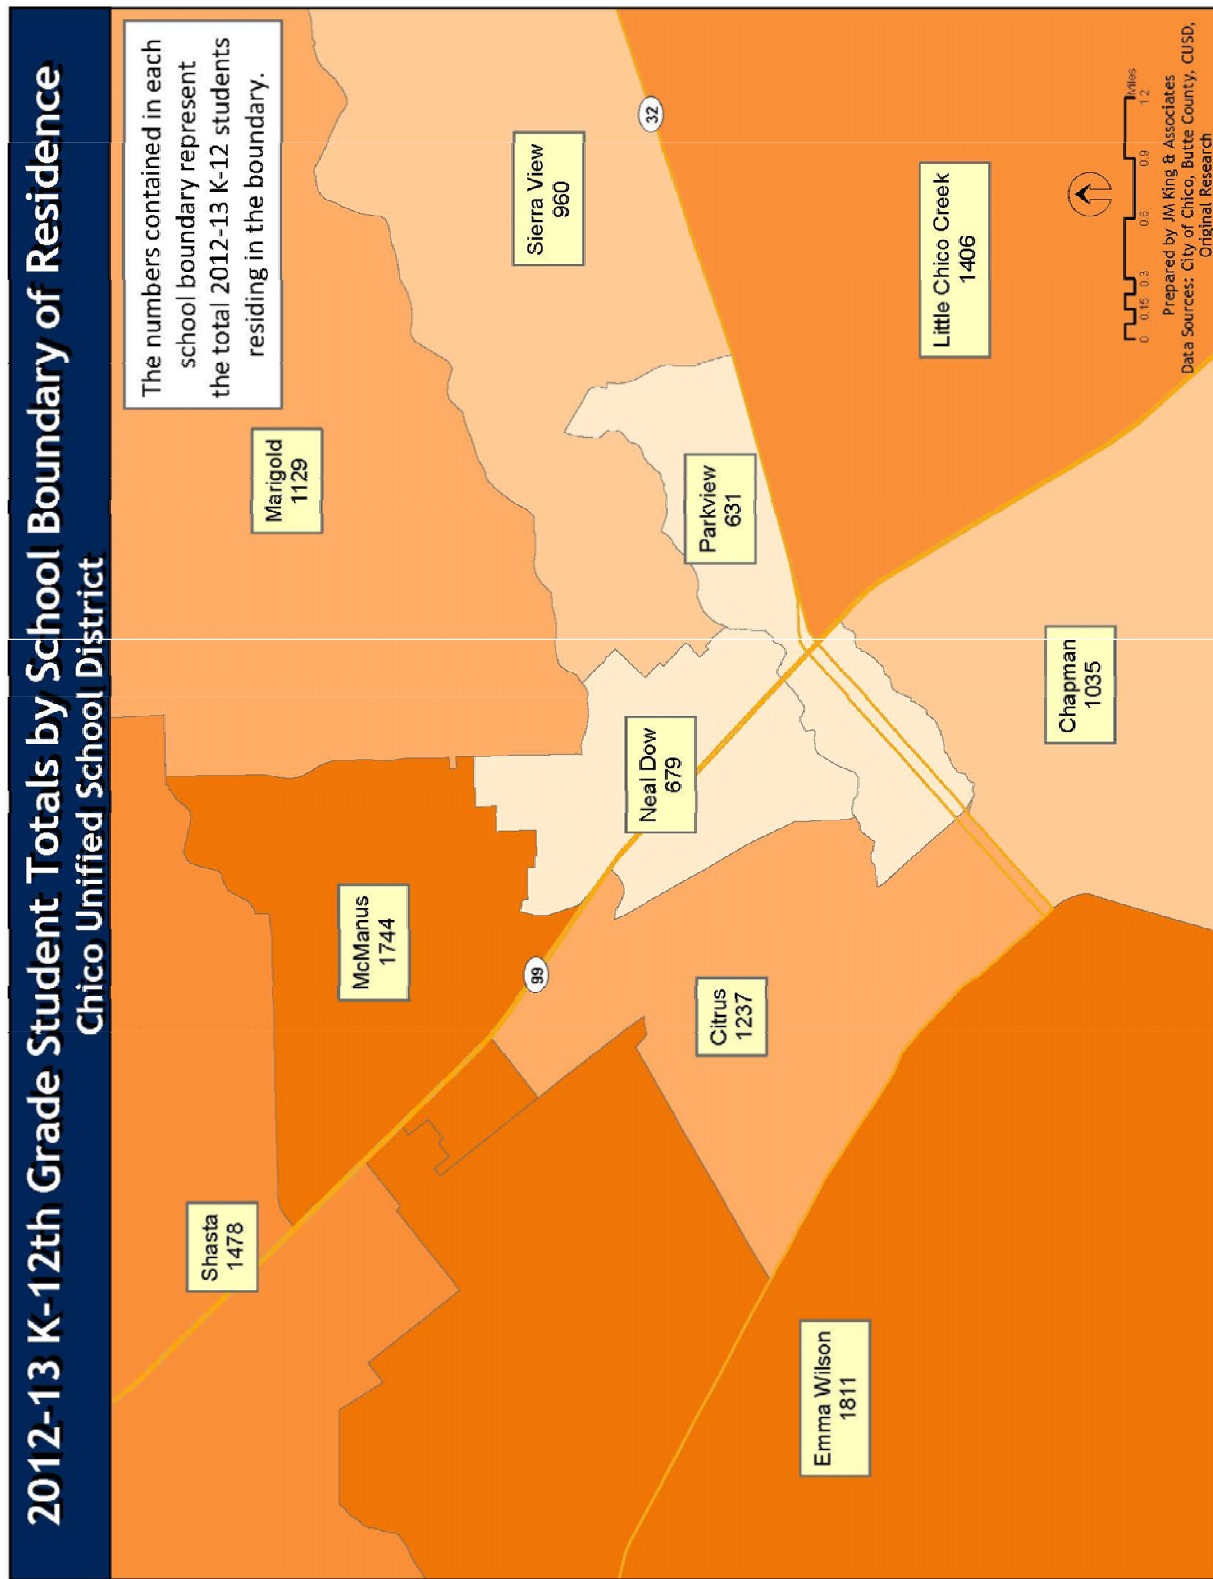 2012-13 K-12th Grade Student Totals by School Boundary of Residence
Chico Unified School District
The numbers contained in each
school boundary represent
the total 2012-13 K-12 students
residing in the boundary.
Shasta
1478
Marigold
1129
McManus
1744
Sierra View
960
32
99
Neal Dow
679
Parkview
631
Citrus
1237
Emma Wilson
1811
Little Chico Creek
1406
Chapman
1035
0 0.15 0.3 0.6 0.9 1.2
Miles
Prepared by JM King & Associates
Data Sources: City of Chico, Butte County, CUSD,
Original Research